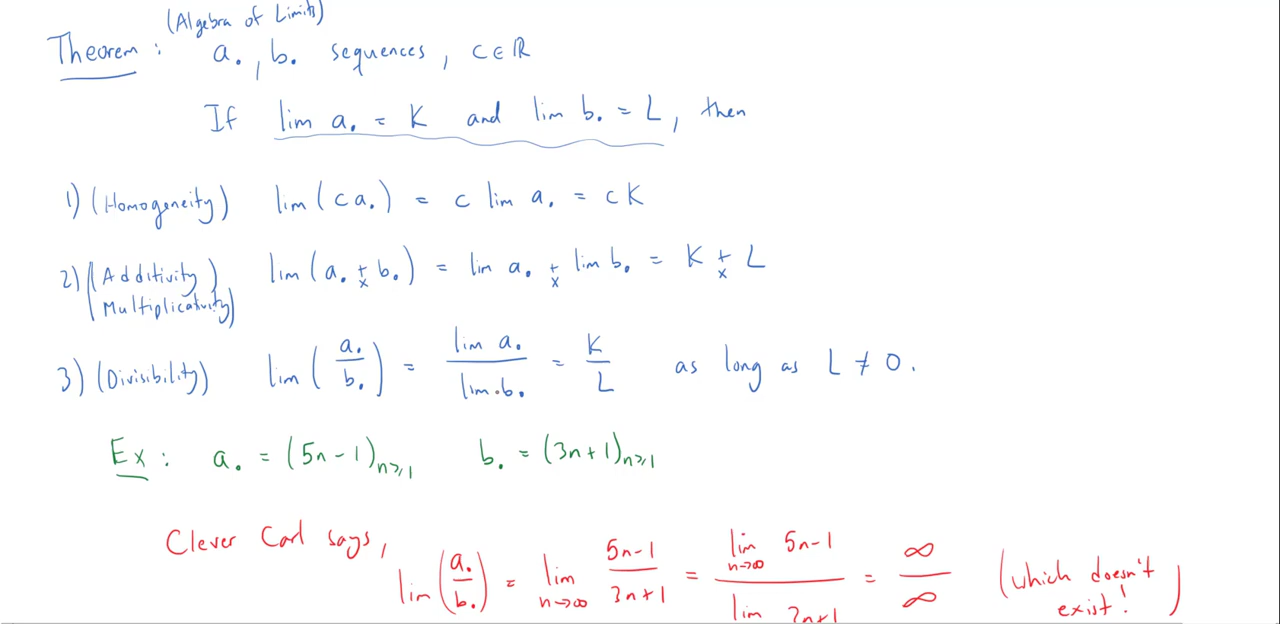 (Algebra of Limits)
Theorem: a., b. sequences, c∈ℝ
If lim a. = K and lim b. = L, then
1) (Homogeneity) lim(c a.) = c lim a. = cK
2) (Additivity, Multiplicativity) lim(a. +× b.) = lim a. +× lim b. = K +× L
3) (Divisibility) lim(a./b.) = lim a./lim b. = K/L as long as L ≠ 0.
Ex: a. = (5n-1)n≥1 b. = (3n+1)n≥1
Clever Carl says,
lim(a./b.) = lim n→∞ 5n-1/3n+1 = lim n→∞ 5n-1/lim 3n+1 = ∞/∞ (which doesn't exist!)